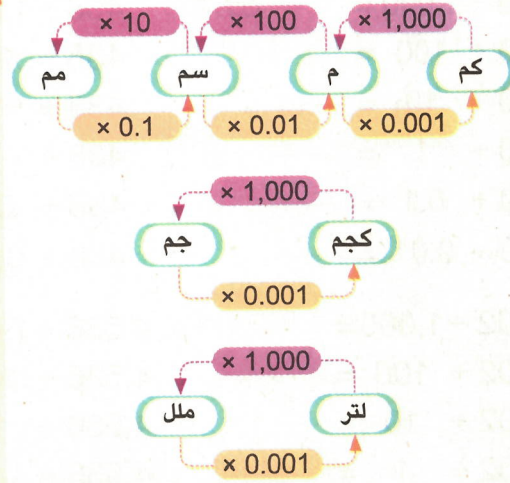 × 10 × 100 × 1,000
مم سم م كم
× 0.1 × 0.01 × 0.001
× 1,000
جم كجم
× 0.001
× 1,000
ملل لتر
× 0.001